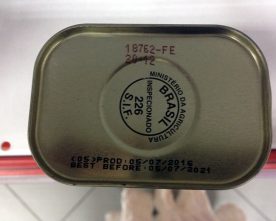 18762-FE
20-12
MINISTÉRIO DA AGRICULTURA
BRASIL
INSPECIONADO
226
S.I.F.
(05)PROD:05/07/2016
BEST BEFORE:05/07/2021